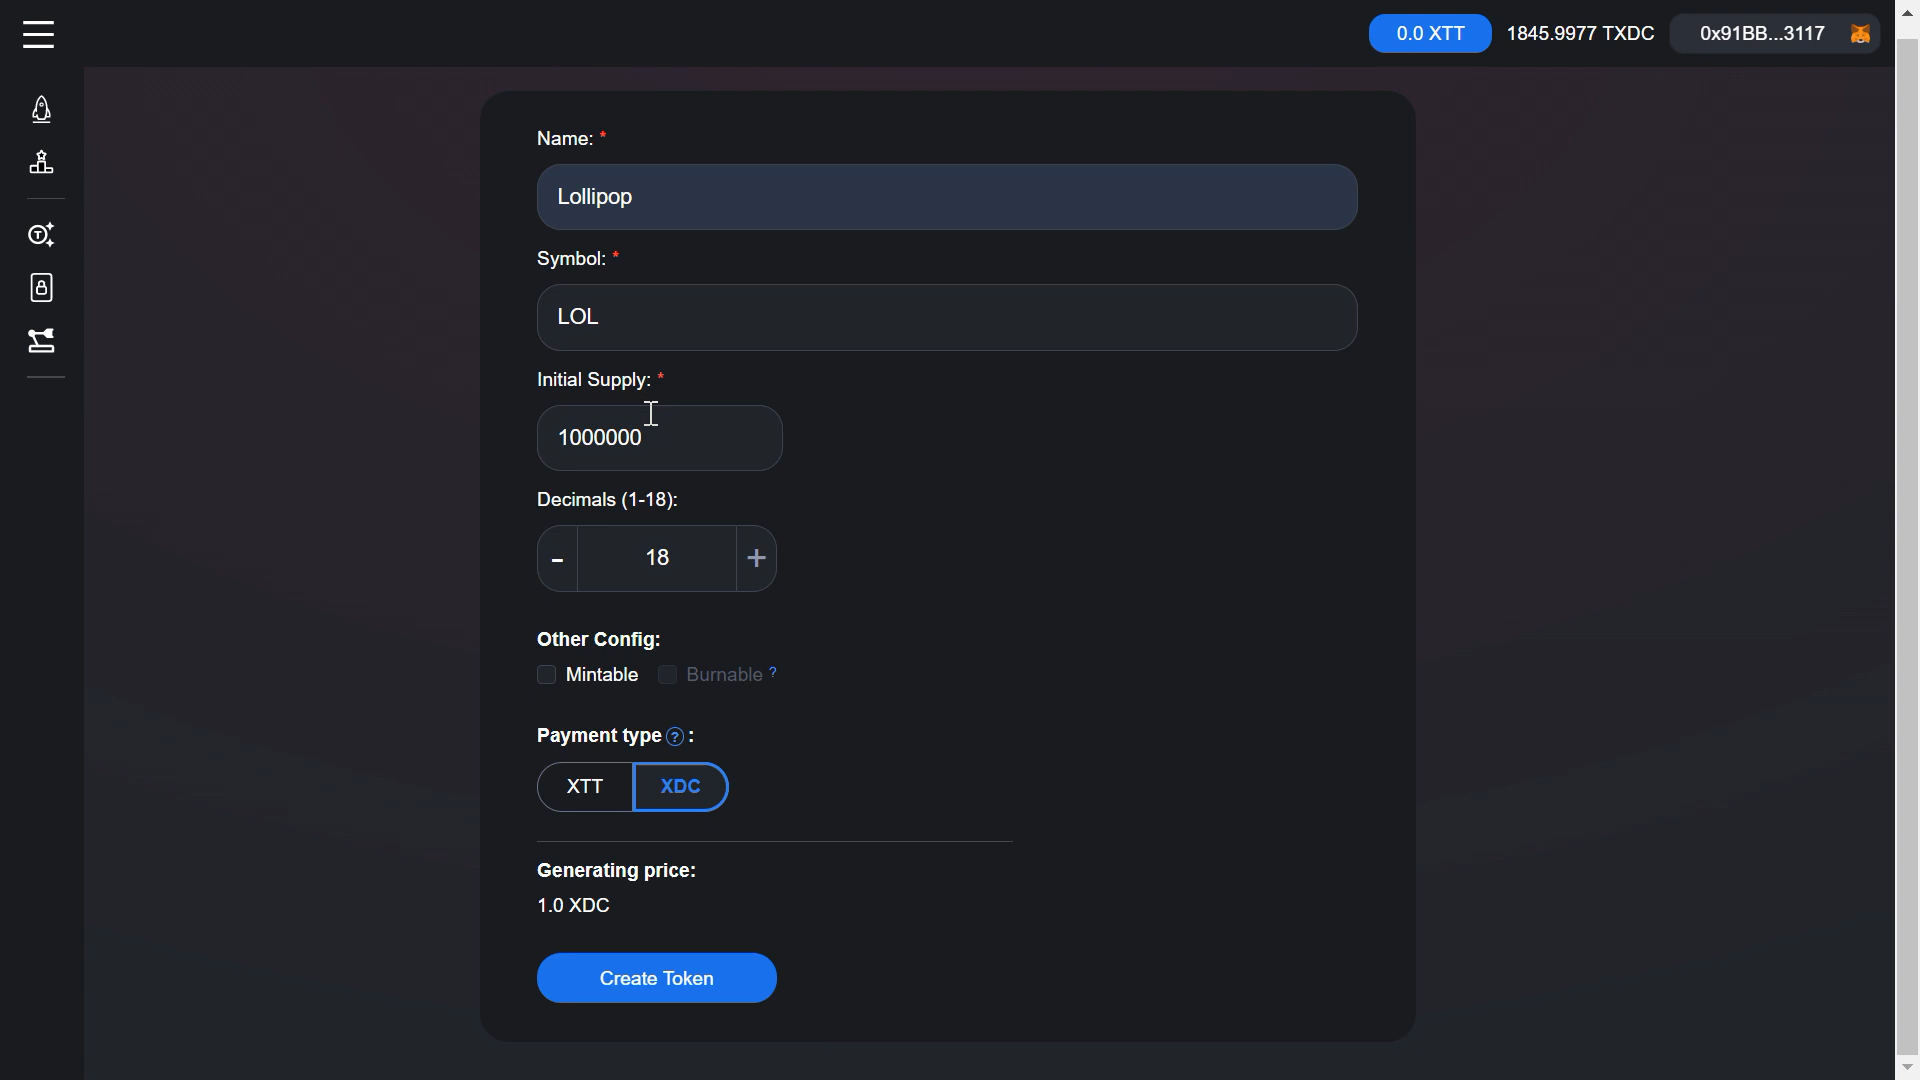 0.0 XTT 1845.9977 TXDC 0x91BB...3117
Name: *
Lollipop
Symbol: *
LOL
Initial Supply: *
1000000
Decimals (1-18):
- 18 +
Other Config:
Mintable Burnable ?
Payment type ? :
XTT XDC
Generating price:
1.0 XDC
Create Token